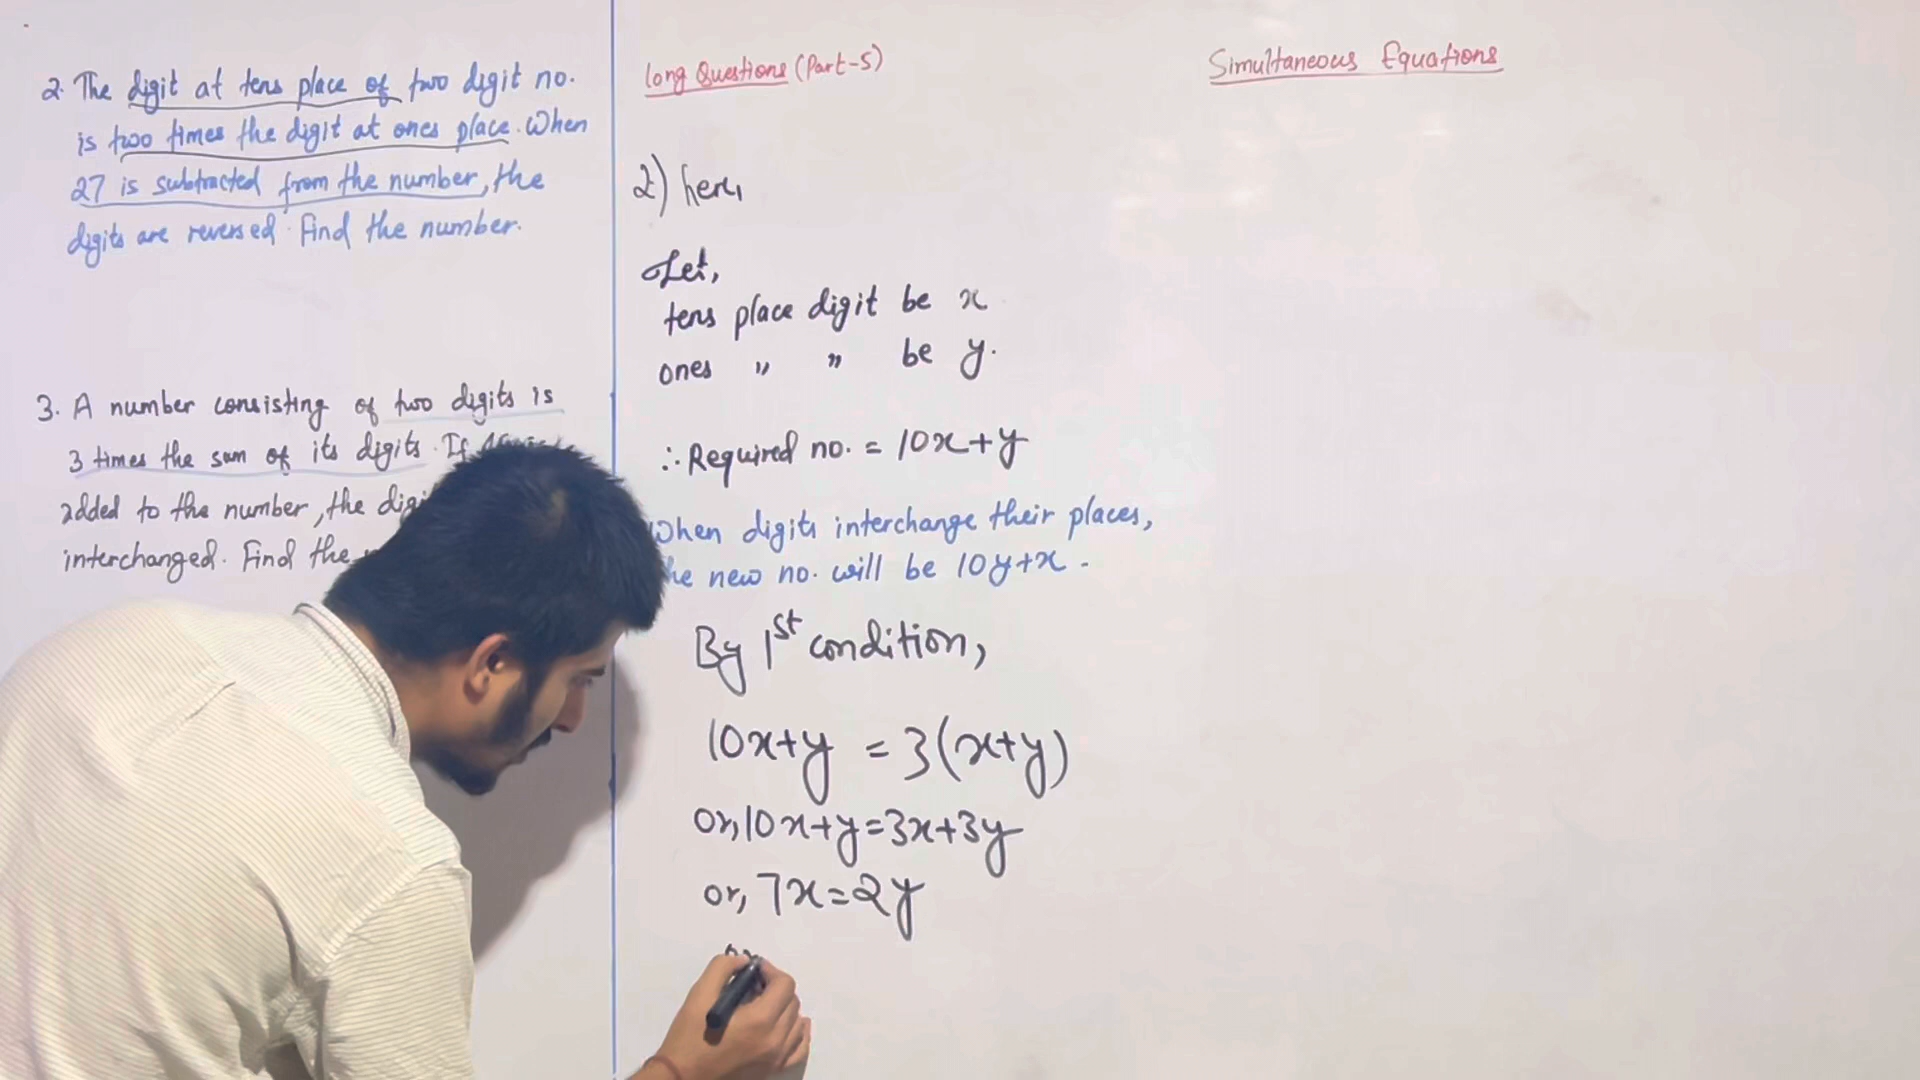 2. The digit at tens place of two digit no.
is two times the digit at ones place. When
27 is subtracted from the number, the
digits are reversed. Find the number.
3. A number consisting of two digits is
3 times the sum of its digits. If
added to the number, the
interchanged. Find the
Long Questions (Part-5)
Simultaneous Equations
2) here,
Let,
tens place digit be x
ones " " be y.
∴ Required no. = 10x+y
When digits interchange their places,
new no. will be 10y+x.
By 1st condition,
10x+y = 3(x+y)
or, 10x+y=3x+3y
or, 7x=2y